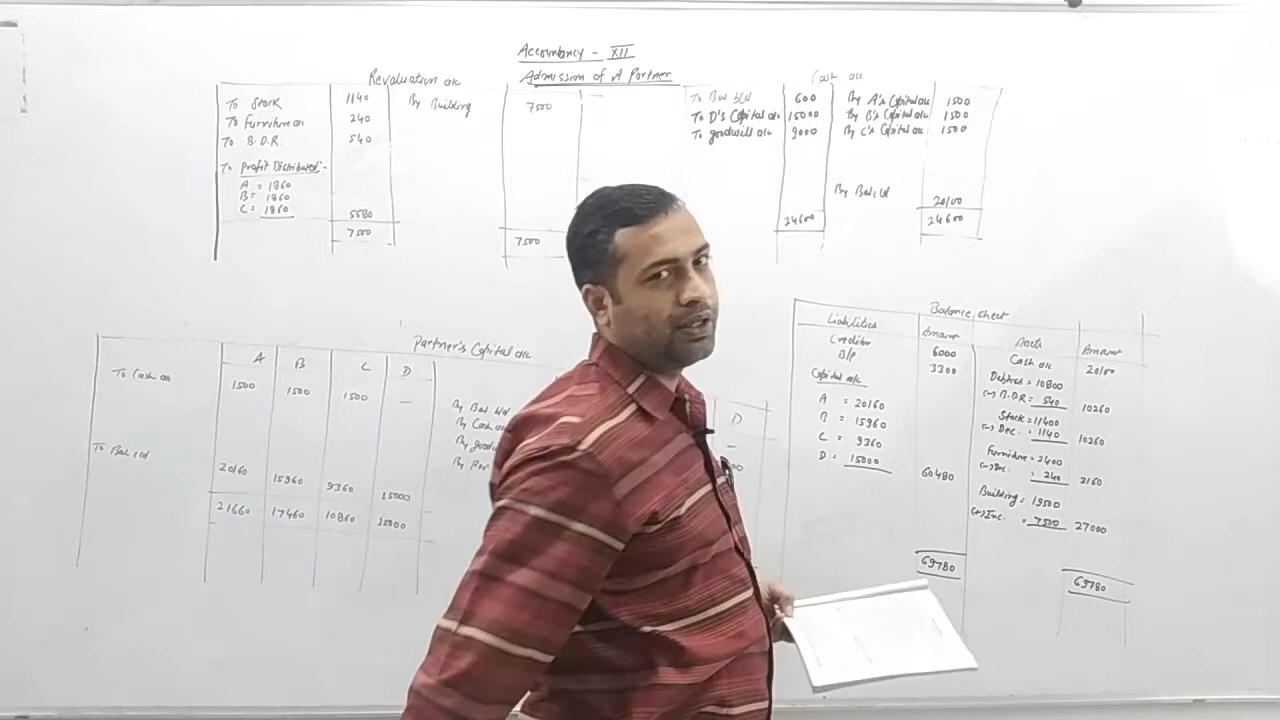 Accountancy - XII
Admission of A Partner
Revaluation a/c
To Stock 1140 By Building 7500
To Furniture a/c 240
To B.D.R. 540
To Profit Distributed:-
A = 1860
B = 1860
C = 1860 5580
7500 7500
Cash a/c
To Bal b/d 600 By A's Capital a/c 1500
To D's Capital a/c 15000 By B's Capital a/c 1500
To goodwill a/c 9000 By C's Capital a/c 1500
By Bal c/d 20100
24600 24600
Partner's Capital a/c
A B C D D
To Cash a/c 1500 1500 1500 — By Bal b/d —
By Cash a/c
By
By
To Bal c/d 20160 15960 9360 15000
21660 17460 10860 15000
Balance sheet
Liabilities Amount Amount
Creditor 6000 Cash a/c 20100
B/P 3300 Debtors = 10800
Capital a/c (-) B.D.R = 540 10260
A = 20160 Stock = 11400
B = 15960 (-) Dec. = 1140 10260
C = 9360 Furniture = 2400
D = 15000 60480 (-) Dec. = 240 2160
Building = 19500
(+) Inc. = 7500 27000
69780 69780